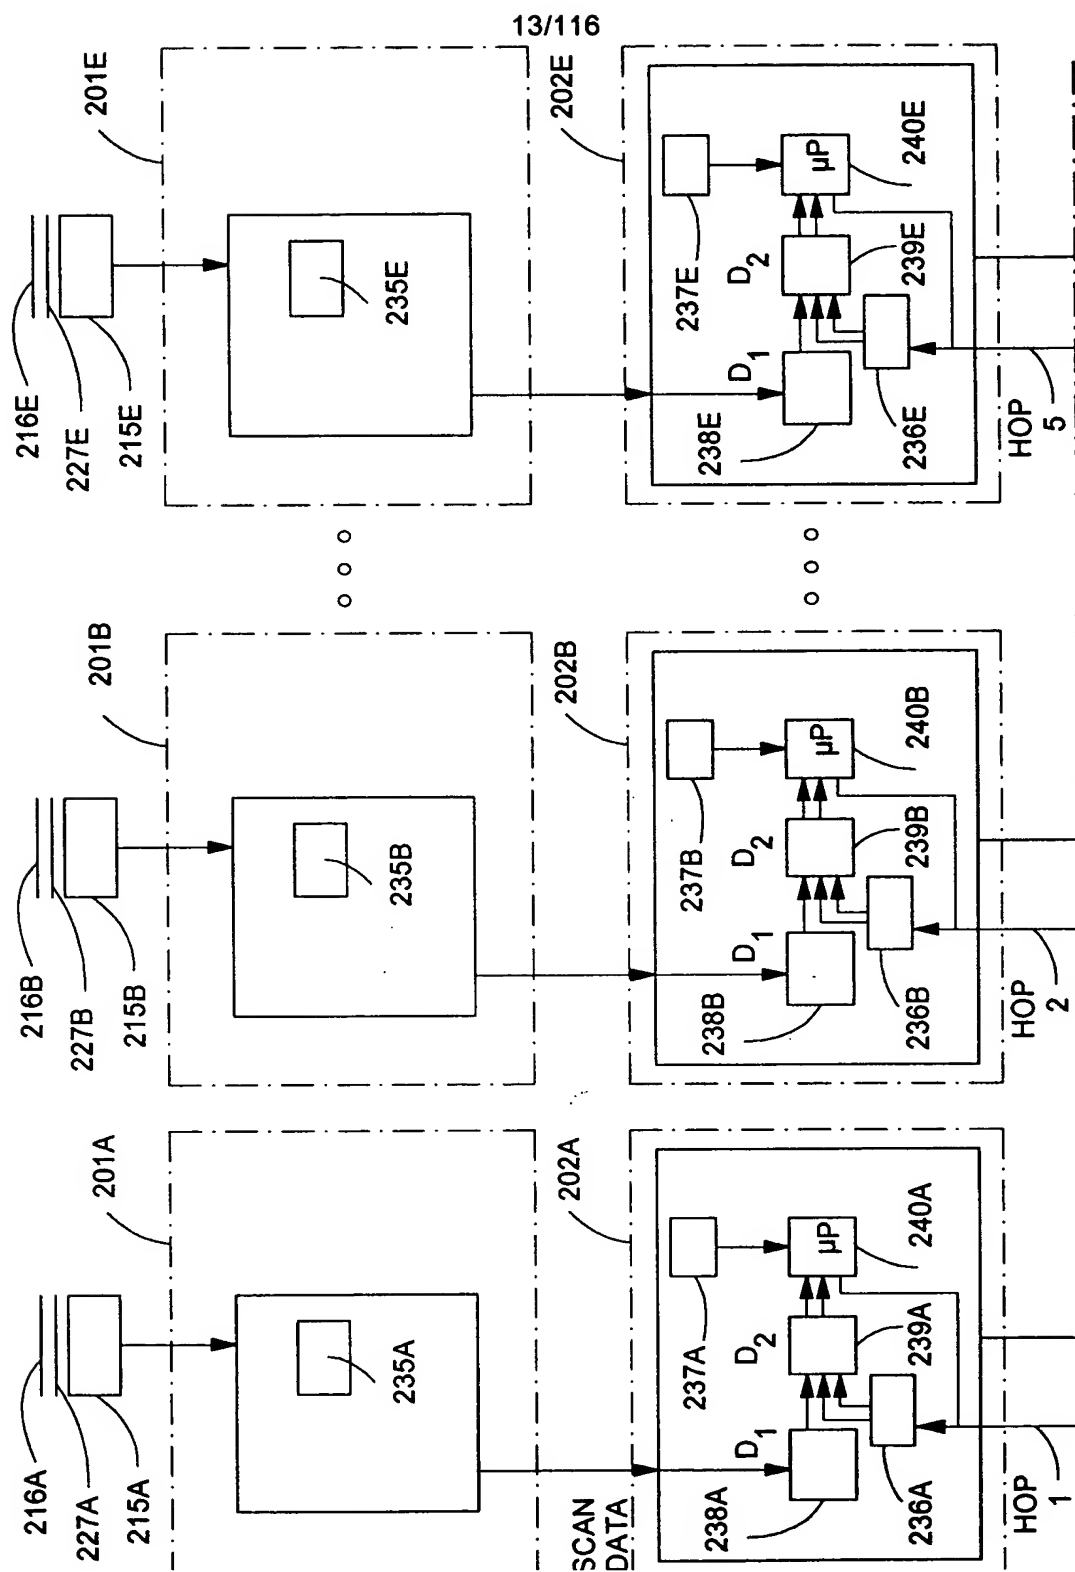 13/116
216E
227E
215E
201E
235E
202E
237E
µP
240E
D2
239E
D1
238E
236E
HOP
5
216B
227B
215B
201B
235B
202B
237B
µP
240B
D2
239B
D1
238B
236B
HOP
2
216A
227A
215A
201A
235A
202A
SCAN
DATA
237A
µP
240A
D2
239A
D1
238A
236A
HOP
1